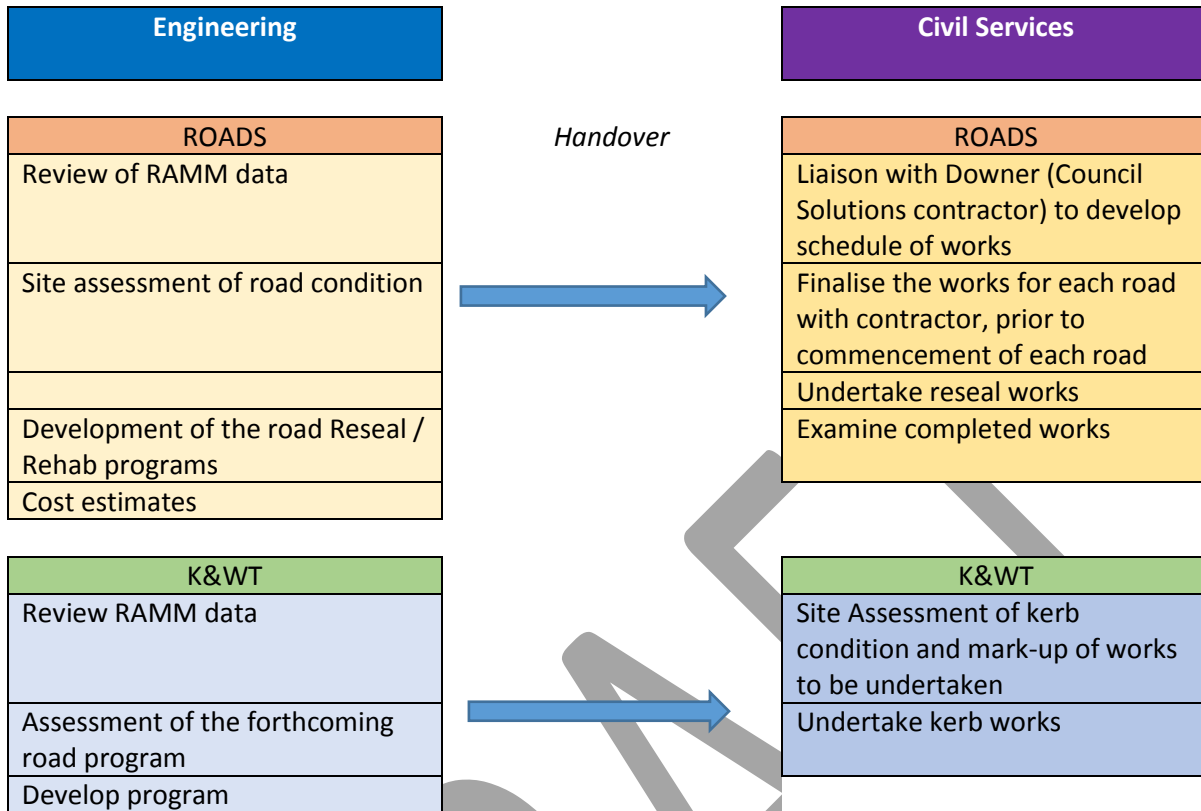 Engineering
Civil Services
ROADS
Handover
ROADS
Review of RAMM data
Liaison with Downer (Council
Solutions contractor) to develop
schedule of works
Site assessment of road condition
Finalise the works for each road
with contractor, prior to
commencement of each road
Undertake reseal works
Development of the road Reseal /
Rehab programs
Examine completed works
Cost estimates
K&WT
K&WT
Review RAMM data
Site Assessment of kerb
condition and mark-up of works
to be undertaken
Assessment of the forthcoming
road program
Undertake kerb works
Develop program